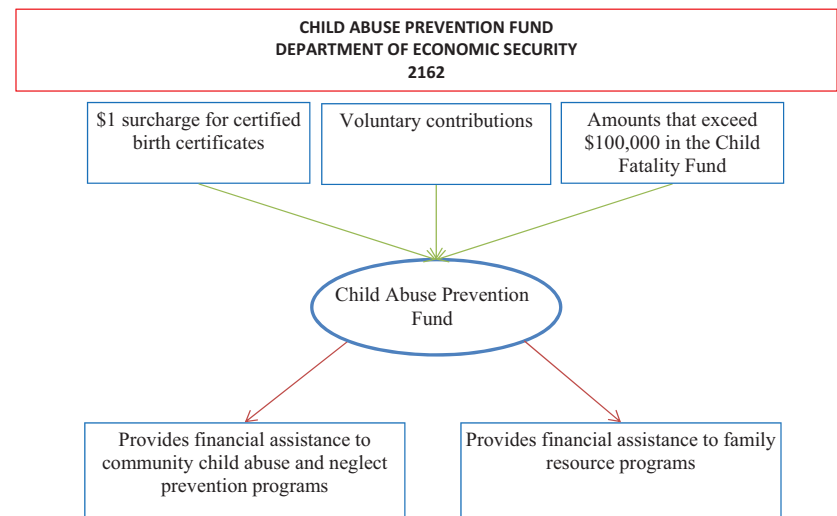 CHILD ABUSE PREVENTION FUND
DEPARTMENT OF ECONOMIC SECURITY
2162
$1 surcharge for certified
birth certificates
Voluntary contributions
Amounts that exceed
$100,000 in the Child
Fatality Fund
Child Abuse Prevention
Fund
Provides financial assistance to
community child abuse and neglect
prevention programs
Provides financial assistance to family
resource programs